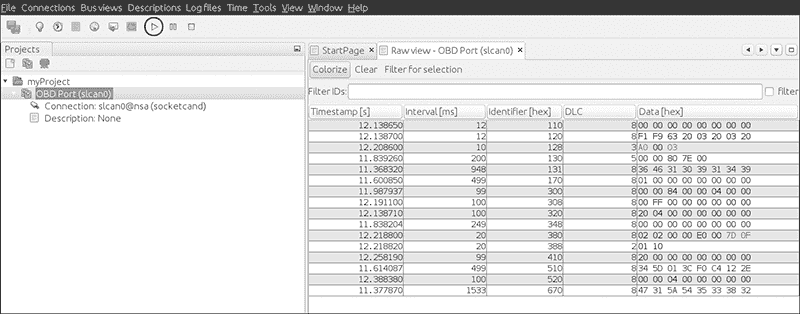 File Connections Bus views Descriptions Log files Time Tools View Window Help
Projects
myProject
OBD Port (slcan0)
Connection: slcan0@nsa (socketcand)
Description: None
StartPage Raw view - OBD Port (slcan0)
Colorize Clear Filter for selection
Filter IDs: filter
Timestamp [s] Interval [ms] Identifier [hex] DLC Data [hex]
12.138650 12 110 8 00 00 00 00 00 00 00 00
12.138700 12 120 8 F1 F9 63 20 03 20 03 20
12.208600 10 128 3 A0 00 03
11.839260 200 130 5 00 00 80 7E 00
11.368320 948 131 8 36 46 31 30 39 31 34 39
11.600850 499 170 8 01 00 00 00 00 00 00 00
11.987937 99 300 8 00 00 84 00 00 04 00 00
12.191100 100 308 8 00 FF 00 00 00 00 00 00
12.138710 100 320 8 20 04 00 00 00 00 00 00
11.838204 249 348 8 00 00 00 00 00 00 00 00
12.218800 20 380 8 02 02 00 00 E0 00 7D 0F
12.218820 20 388 2 01 10
12.258190 99 410 8 20 00 00 00 00 00 00 00
11.614087 499 510 8 34 5D 01 3C F0 C4 12 2E
12.388380 100 520 8 00 00 04 00 00 00 00 00
11.377870 1533 670 8 47 31 5A 54 35 33 38 32